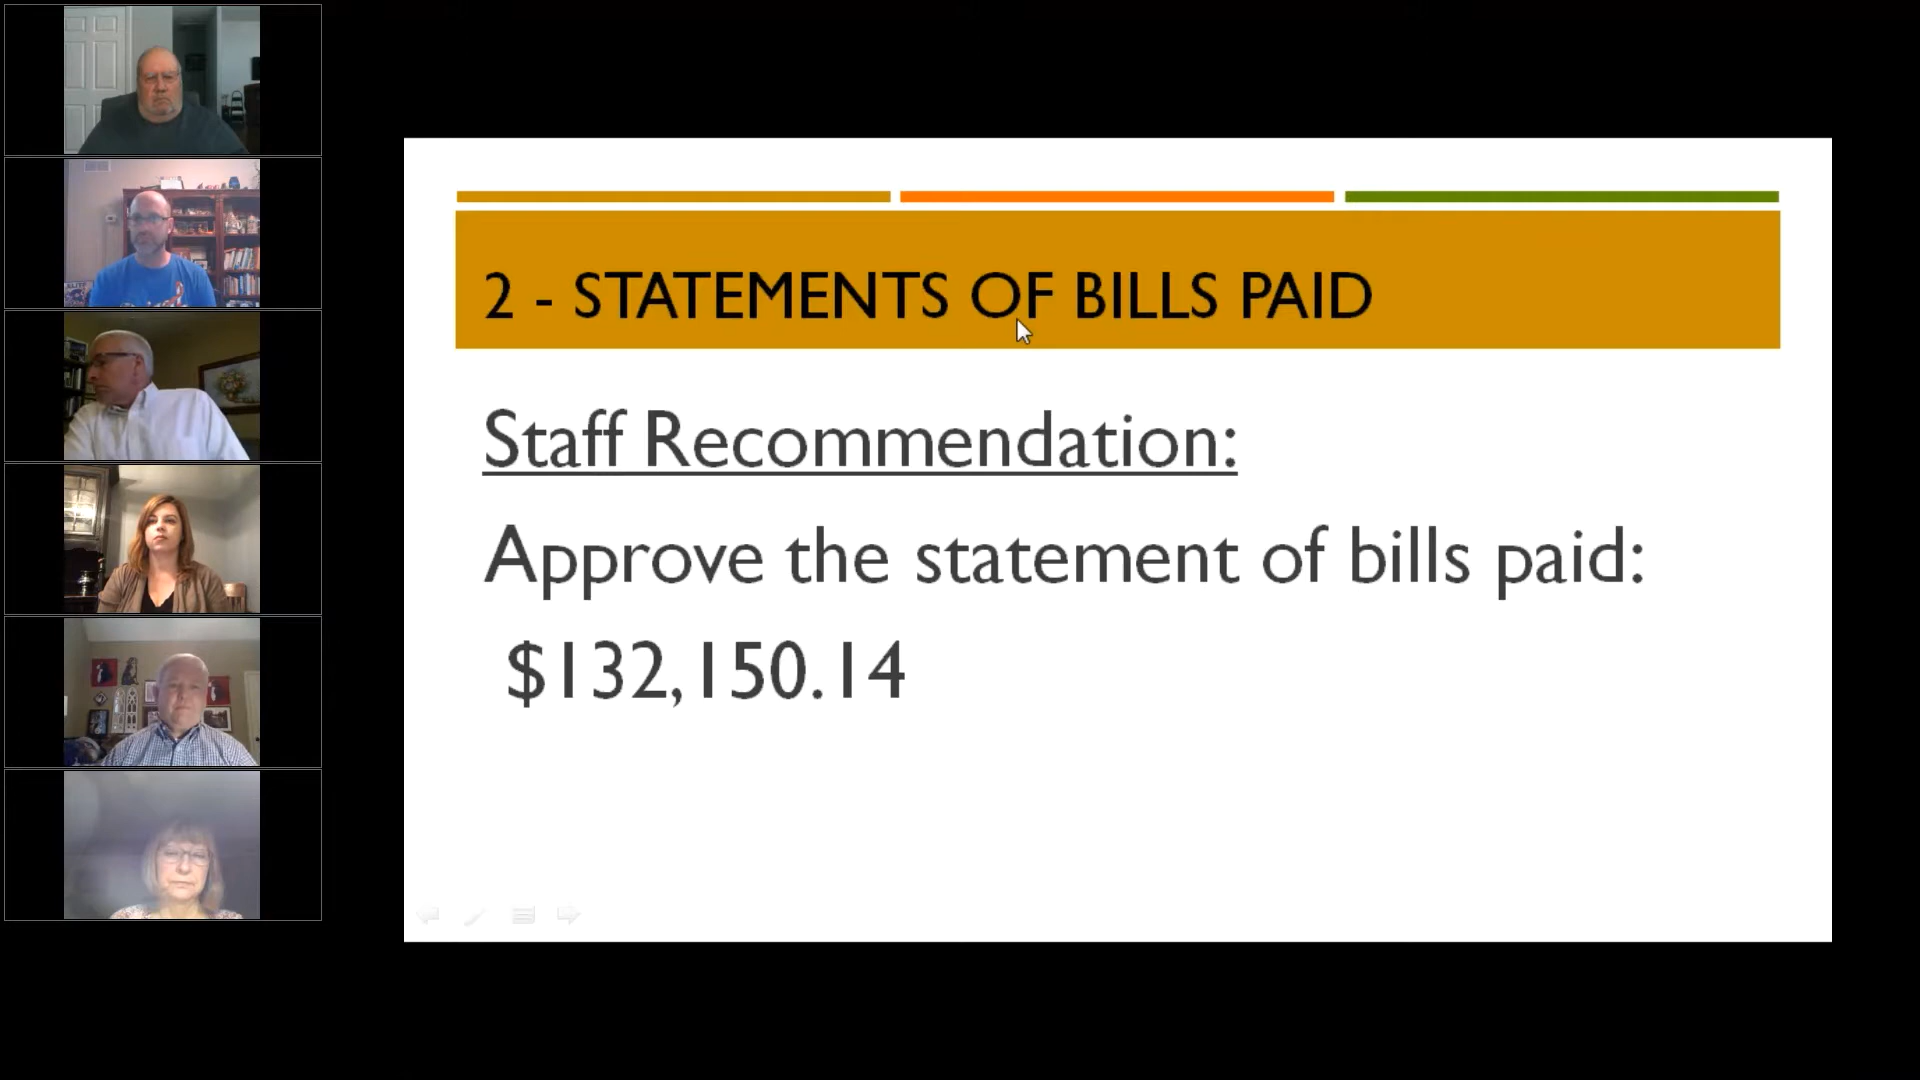 2 - STATEMENTS OF BILLS PAID
Staff Recommendation:
Approve the statement of bills paid:
$132,150.14